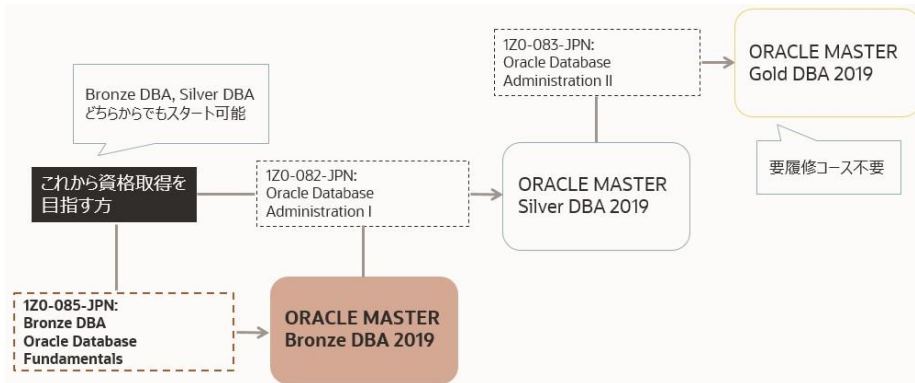 1Z0-083-JPN:
Oracle Database
Administration II
ORACLE MASTER
Gold DBA 2019
Bronze DBA, Silver DBA
どちらからでもスタート可能
要履修コース不要
これから資格取得を
目指す方
1Z0-082-JPN:
Oracle Database
Administration I
ORACLE MASTER
Silver DBA 2019
1Z0-085-JPN:
Bronze DBA
Oracle Database
Fundamentals
ORACLE MASTER
Bronze DBA 2019